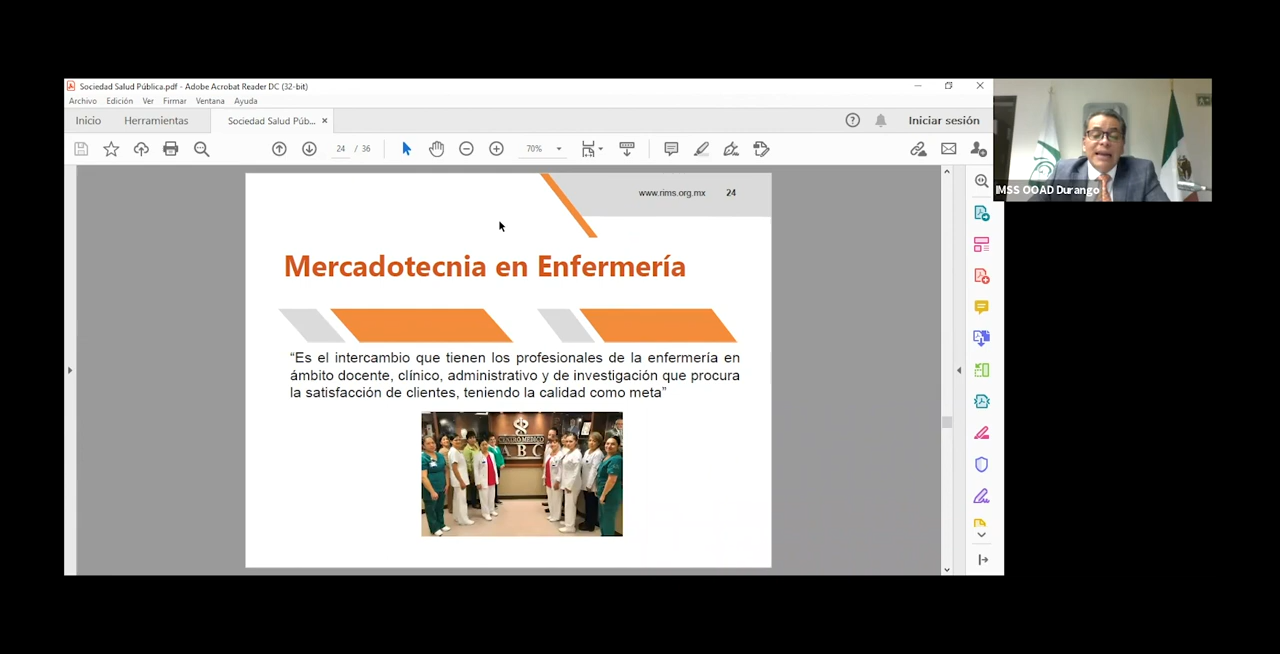 Sociedad Salud Pública.pdf - Adobe Acrobat Reader DC (32-bit)
Archivo Edición Ver Firmar Ventana Ayuda
Inicio Herramientas Sociedad Salud Púb... × Iniciar sesión
24 / 36 70%
www.rims.org.mx 24
Mercadotecnia en Enfermería
“Es el intercambio que tienen los profesionales de la enfermería en
ámbito docente, clínico, administrativo y de investigación que procura
la satisfacción de clientes, teniendo la calidad como meta”
CENTRO MEDICO
ABC
IMSS OOAD Durango